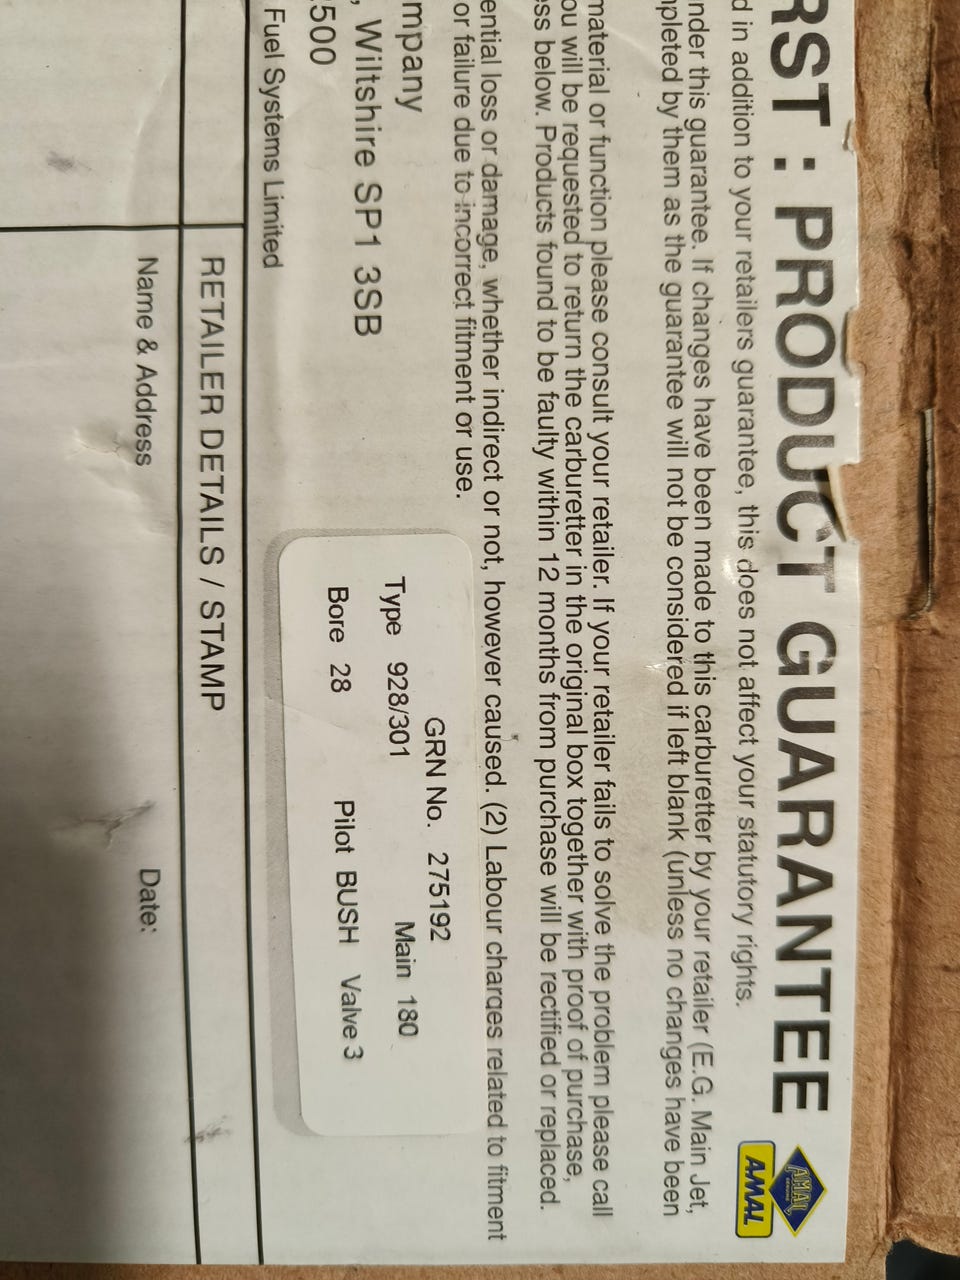 RST : PRODUCT GUARANTEE
AMAL
GENUINE
AMAL
d in addition to your retailers guarantee, this does not affect your statutory rights.
nder this guarantee. If changes have been made to this carburetter by your retailer (E.G. Main Jet,
pleted by them as the guarantee will not be considered if left blank (unless no changes have been
material or function please consult your retailer. If your retailer fails to solve the problem please call
ou will be requested to return the carburetter in the original box together with proof of purchase,
ess below. Products found to be faulty within 12 months from purchase will be rectified or replaced.
ential loss or damage, whether indirect or not, however caused. (2) Labour charges related to fitment
or failure due to incorrect fitment or use.
mpany
, Wiltshire SP1 3SB
500
Fuel Systems Limited
GRN No. 275192
Type 928/301 Main 180
Bore 28 Pilot BUSH Valve 3
RETAILER DETAILS / STAMP
Name & Address Date: